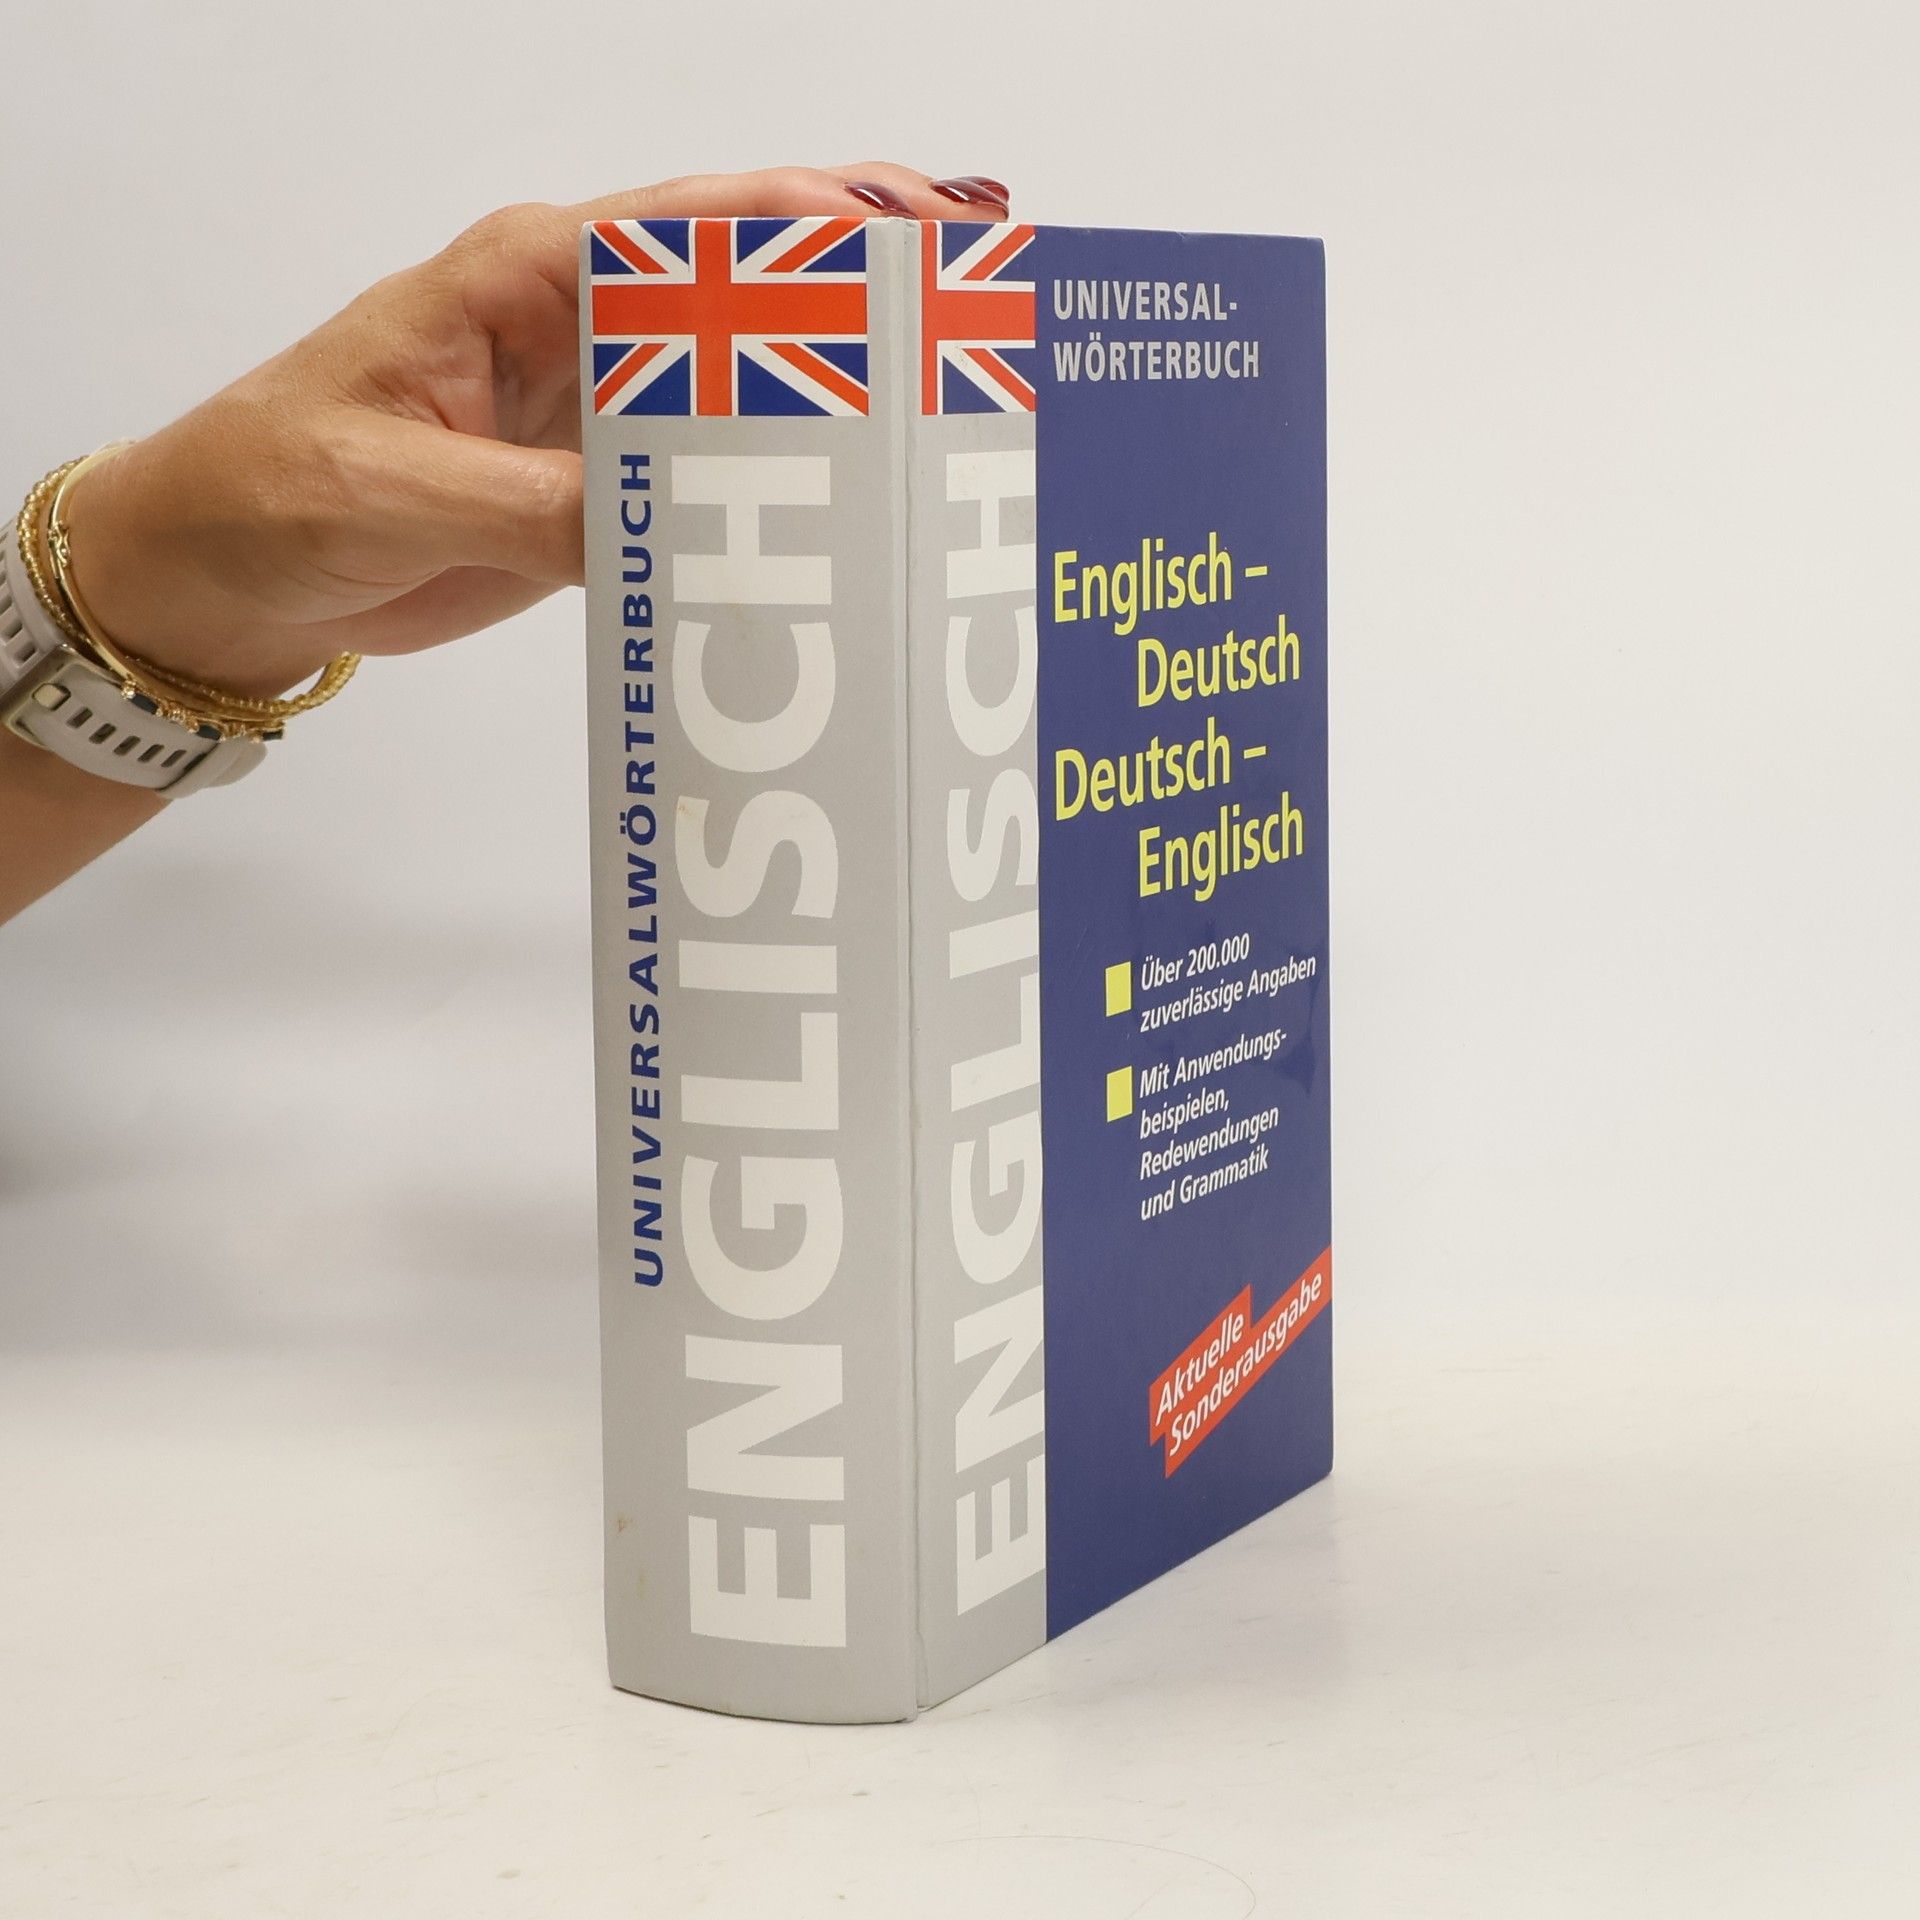 UNIVERSALWÖRTERBUCH
ENGLISCH
ENGLISCH
UNIVERSAL-
WÖRTERBUCH
Englisch –
Deutsch
Deutsch –
Englisch
Über 200.000
zuverlässige Angaben
Mit Anwendungs-
beispielen,
Redewendungen
und Grammatik
Aktuelle
Sonderausgabe